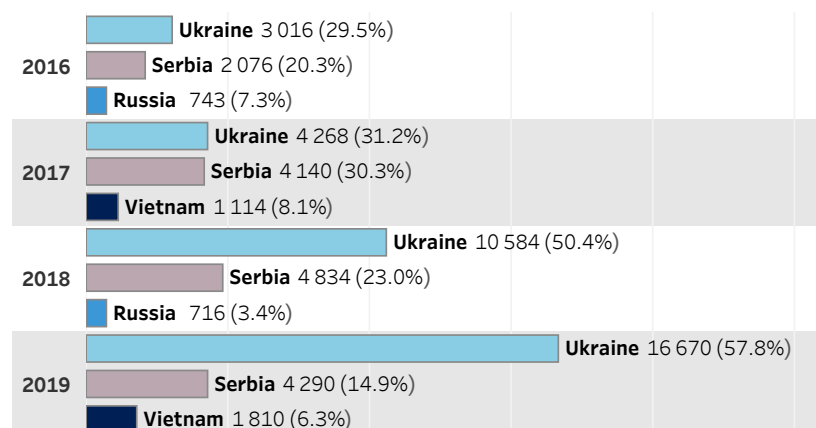 Ukraine 3 016 (29.5%)
2016 Serbia 2 076 (20.3%)
Russia 743 (7.3%)
Ukraine 4 268 (31.2%)
2017 Serbia 4 140 (30.3%)
Vietnam 1 114 (8.1%)
Ukraine 10 584 (50.4%)
2018 Serbia 4 834 (23.0%)
Russia 716 (3.4%)
Ukraine 16 670 (57.8%)
2019 Serbia 4 290 (14.9%)
Vietnam 1 810 (6.3%)